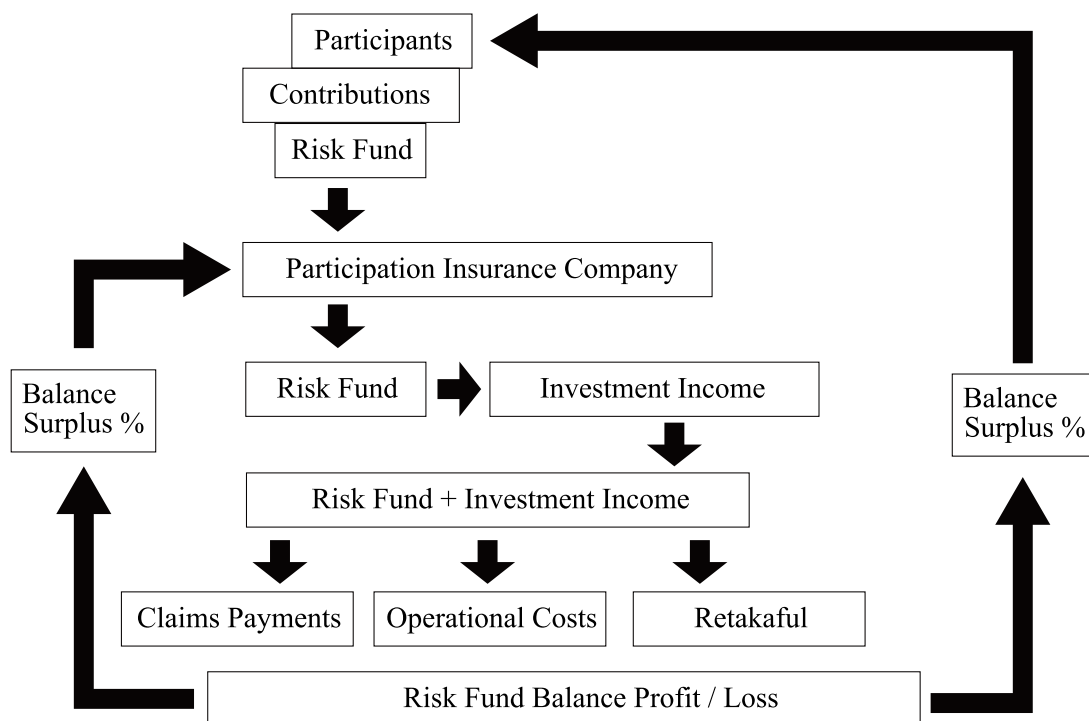 Participants
Contributions
Risk Fund
Participation Insurance Company
Risk Fund
Investment Income
Balance
Surplus %
Balance
Surplus %
Risk Fund + Investment Income
Claims Payments
Operational Costs
Retakaful
Risk Fund Balance Profit / Loss